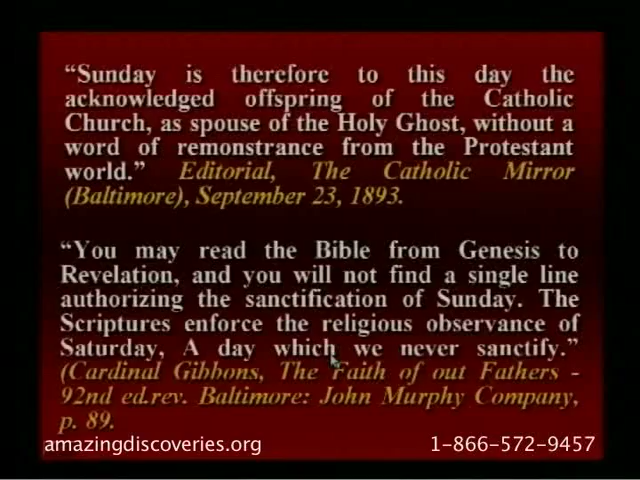 “Sunday is therefore to this day the
acknowledged offspring of the Catholic
Church, as spouse of the Holy Ghost, without a
word of remonstrance from the Protestant
world.” Editorial, The Catholic Mirror
(Baltimore), September 23, 1893.
“You may read the Bible from Genesis to
Revelation, and you will not find a single line
authorizing the sanctification of Sunday. The
Scriptures enforce the religious observance of
Saturday, A day which we never sanctify.”
(Cardinal Gibbons, The Faith of out Fathers -
92nd ed.rev. Baltimore: John Murphy Company,
p. 89.
amazingdiscoveries.org 1-866-572-9457